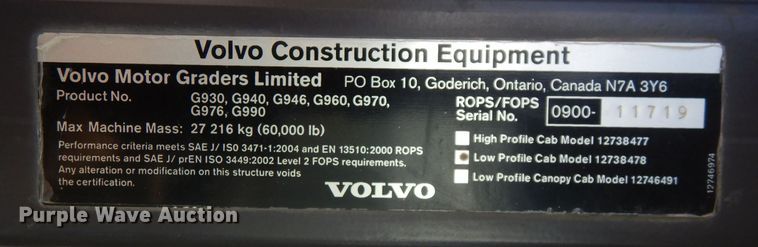 Volvo Construction Equipment
Volvo Motor Graders Limited PO Box 10, Goderich, Ontario, Canada N7A 3Y6
Product No. G930, G940, G946, G960, G970,
G976, G990
ROPS/FOPS
Serial No. 0900- 11719
Max Machine Mass: 27 216 kg (60,000 lb)
Performance criteria meets SAE J/ ISO 3471-1:2004 and EN 13510:2000 ROPS
requirements and SAE J/ prEN ISO 3449:2002 Level 2 FOPS requirements.
Any alteration or modification on this structure voids
the certification.
High Profile Cab Model 12738477
Low Profile Cab Model 12738478
Low Profile Canopy Cab Model 12746491
VOLVO
12746974
Purple Wave Auction